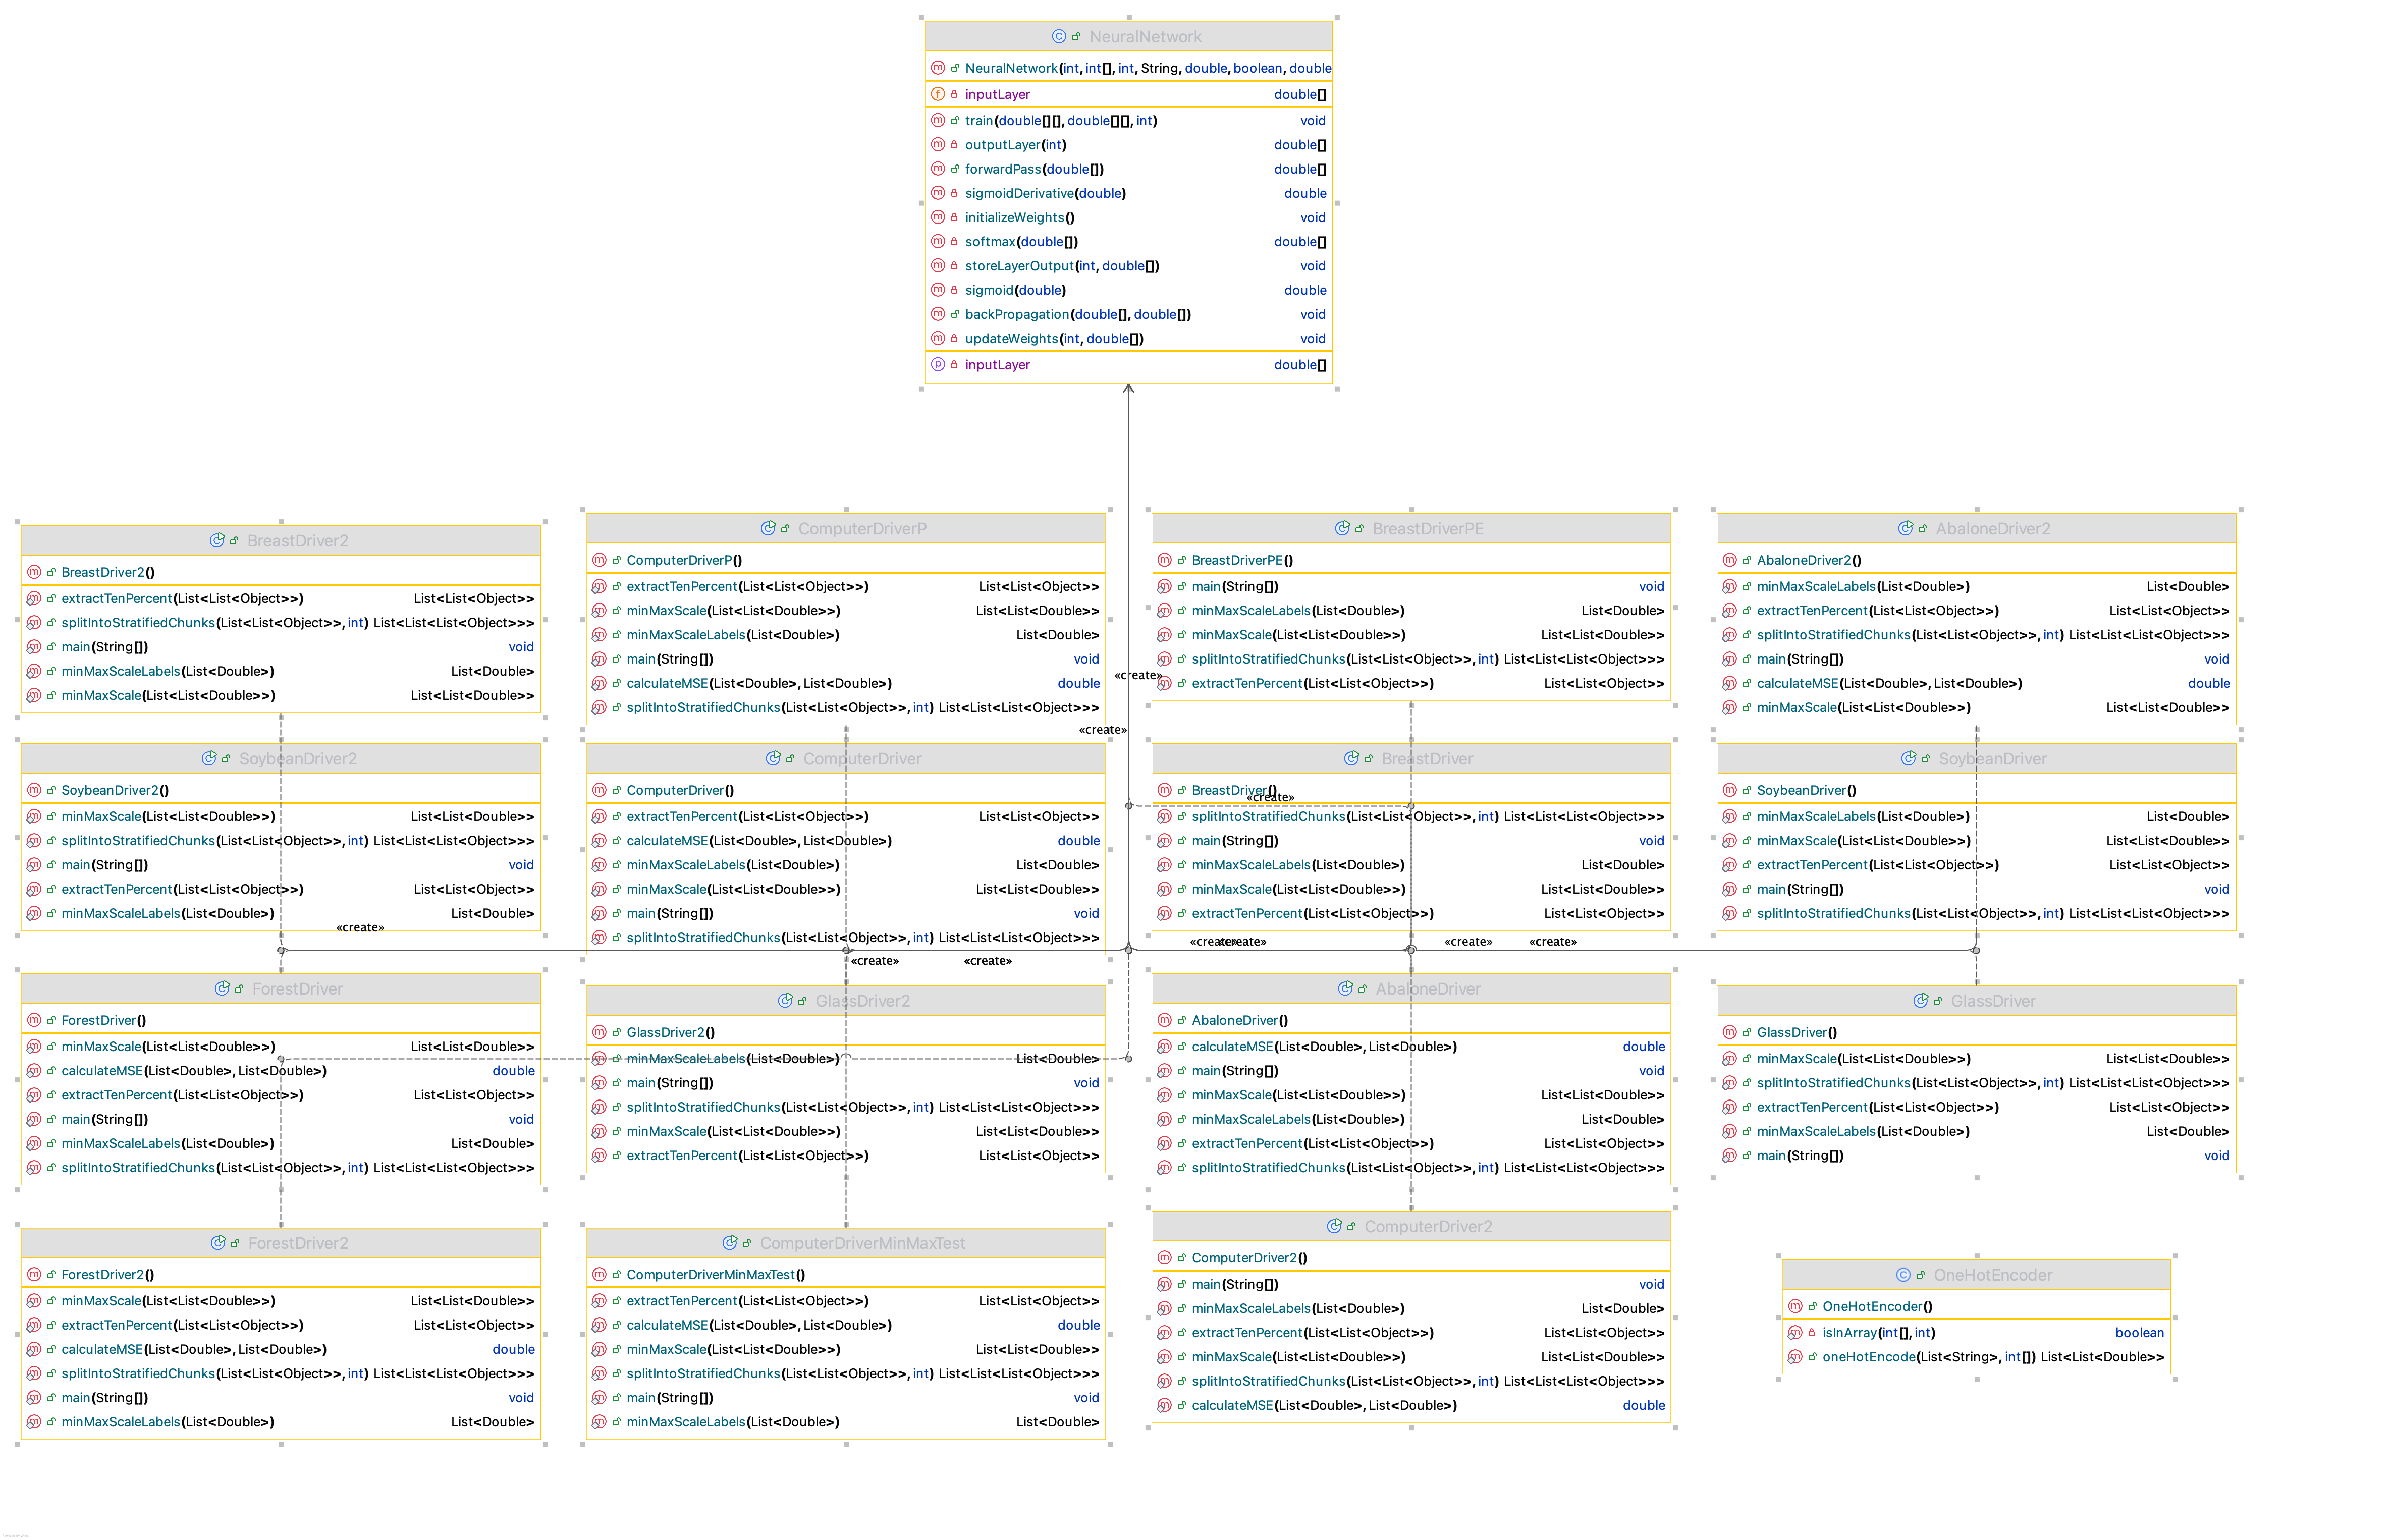 NeuralNetwork
NeuralNetwork(int, int[], int, String, double, boolean, double
inputLayer double[]
train(double[][], double[][], int) void
outputLayer(int) double[]
forwardPass(double[]) double[]
sigmoidDerivative(double) double
initializeWeights() void
softmax(double[]) double[]
storeLayerOutput(int, double[]) void
sigmoid(double) double
backPropagation(double[], double[]) void
updateWeights(int, double[]) void
inputLayer double[]
BreastDriver2
BreastDriver2()
extractTenPercent(List<List<Object>>) List<List<Object>>
splitIntoStratifiedChunks(List<List<Object>>, int) List<List<List<Object>>>
main(String[]) void
minMaxScaleLabels(List<Double>) List<Double>
minMaxScale(List<List<Double>>) List<List<Double>>
ComputerDriverP
ComputerDriverP()
extractTenPercent(List<List<Object>>) List<List<Object>>
minMaxScale(List<List<Double>>) List<List<Double>>
minMaxScaleLabels(List<Double>) List<Double>
main(String[]) void
calculateMSE(List<Double>, List<Double>) double
splitIntoStratifiedChunks(List<List<Object>>, int) List<List<List<Object>>>
BreastDriverPE
BreastDriverPE()
main(String[]) void
minMaxScaleLabels(List<Double>) List<Double>
minMaxScale(List<List<Double>>) List<List<Double>>
splitIntoStratifiedChunks(List<List<Object>>, int) List<List<List<Object>>>
extractTenPercent(List<List<Object>>) List<List<Object>>
AbaloneDriver2
AbaloneDriver2()
minMaxScaleLabels(List<Double>) List<Double>
extractTenPercent(List<List<Object>>) List<List<Object>>
splitIntoStratifiedChunks(List<List<Object>>, int) List<List<List<Object>>>
main(String[]) void
calculateMSE(List<Double>, List<Double>) double
minMaxScale(List<List<Double>>) List<List<Double>>
«create»
«create»
SoybeanDriver2
SoybeanDriver2()
minMaxScale(List<List<Double>>) List<List<Double>>
splitIntoStratifiedChunks(List<List<Object>>, int) List<List<List<Object>>>
main(String[]) void
extractTenPercent(List<List<Object>>) List<List<Object>>
minMaxScaleLabels(List<Double>) List<Double>
«create»
ComputerDriver
ComputerDriver()
extractTenPercent(List<List<Object>>) List<List<Object>>
calculateMSE(List<Double>, List<Double>) double
minMaxScaleLabels(List<Double>) List<Double>
minMaxScale(List<List<Double>>) List<List<Double>>
main(String[]) void
splitIntoStratifiedChunks(List<List<Object>>, int) List<List<List<Object>>>
«create» «create»
BreastDriver
BreastDriver()
«create»
splitIntoStratifiedChunks(List<List<Object>>, int) List<List<List<Object>>>
main(String[]) void
minMaxScaleLabels(List<Double>) List<Double>
minMaxScale(List<List<Double>>) List<List<Double>>
extractTenPercent(List<List<Object>>) List<List<Object>>
«create» «create» «create» «create»
SoybeanDriver
SoybeanDriver()
minMaxScaleLabels(List<Double>) List<Double>
minMaxScale(List<List<Double>>) List<List<Double>>
extractTenPercent(List<List<Object>>) List<List<Object>>
main(String[]) void
splitIntoStratifiedChunks(List<List<Object>>, int) List<List<List<Object>>>
ForestDriver
ForestDriver()
minMaxScale(List<List<Double>>) List<List<Double>>
calculateMSE(List<Double>, List<Double>) double
extractTenPercent(List<List<Object>>) List<List<Object>>
main(String[]) void
minMaxScaleLabels(List<Double>) List<Double>
splitIntoStratifiedChunks(List<List<Object>>, int) List<List<List<Object>>>
GlassDriver2
GlassDriver2()
minMaxScaleLabels(List<Double>) List<Double>
main(String[]) void
splitIntoStratifiedChunks(List<List<Object>>, int) List<List<List<Object>>>
minMaxScale(List<List<Double>>) List<List<Double>>
extractTenPercent(List<List<Object>>) List<List<Object>>
AbaloneDriver
AbaloneDriver()
calculateMSE(List<Double>, List<Double>) double
main(String[]) void
minMaxScale(List<List<Double>>) List<List<Double>>
minMaxScaleLabels(List<Double>) List<Double>
extractTenPercent(List<List<Object>>) List<List<Object>>
splitIntoStratifiedChunks(List<List<Object>>, int) List<List<List<Object>>>
GlassDriver
GlassDriver()
minMaxScale(List<List<Double>>) List<List<Double>>
splitIntoStratifiedChunks(List<List<Object>>, int) List<List<List<Object>>>
extractTenPercent(List<List<Object>>) List<List<Object>>
minMaxScaleLabels(List<Double>) List<Double>
main(String[]) void
ForestDriver2
ForestDriver2()
minMaxScale(List<List<Double>>) List<List<Double>>
extractTenPercent(List<List<Object>>) List<List<Object>>
calculateMSE(List<Double>, List<Double>) double
splitIntoStratifiedChunks(List<List<Object>>, int) List<List<List<Object>>>
main(String[]) void
minMaxScaleLabels(List<Double>) List<Double>
ComputerDriverMinMaxTest
ComputerDriverMinMaxTest()
extractTenPercent(List<List<Object>>) List<List<Object>>
calculateMSE(List<Double>, List<Double>) double
minMaxScale(List<List<Double>>) List<List<Double>>
splitIntoStratifiedChunks(List<List<Object>>, int) List<List<List<Object>>>
main(String[]) void
minMaxScaleLabels(List<Double>) List<Double>
ComputerDriver2
ComputerDriver2()
main(String[]) void
minMaxScaleLabels(List<Double>) List<Double>
extractTenPercent(List<List<Object>>) List<List<Object>>
minMaxScale(List<List<Double>>) List<List<Double>>
splitIntoStratifiedChunks(List<List<Object>>, int) List<List<List<Object>>>
calculateMSE(List<Double>, List<Double>) double
OneHotEncoder
OneHotEncoder()
isInArray(int[], int) boolean
oneHotEncode(List<String>, int[]) List<List<Double>>